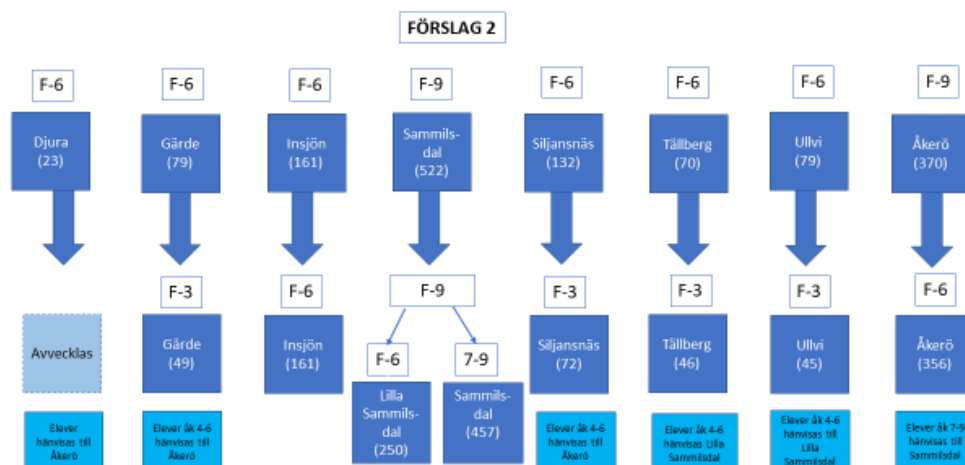 FÖRSLAG 2
F-6
F-6
F-6
F-9
F-6
F-6
F-6
F-9
Djura
(23)
Gärde
(79)
Insjön
(161)
Sammils-
dal
(522)
Siljansnäs
(132)
Tällberg
(70)
Ullvi
(79)
Åkerö
(370)
F-3
F-6
F-9
F-3
F-3
F-3
F-6
Avvecklas
Gärde
(49)
Insjön
(161)
F-6
7-9
Lilla
Sammils-
dal
(250)
Sammils-
dal
(457)
Siljansnäs
(72)
Tällberg
(46)
Ullvi
(45)
Åkerö
(356)
Elever
hänvisas till
Åkerö
Elever åk 4-6
hänvisas till
Åkerö
Elever åk 4-6
hänvisas till
Åkerö
Elever åk 4-6
hänvisas Lilla
Sammilsdal
Elever åk 4-6
hänvisas till
Lilla
Sammilsdal
Elever åk 7-9
hänvisas till
Sammilsdal